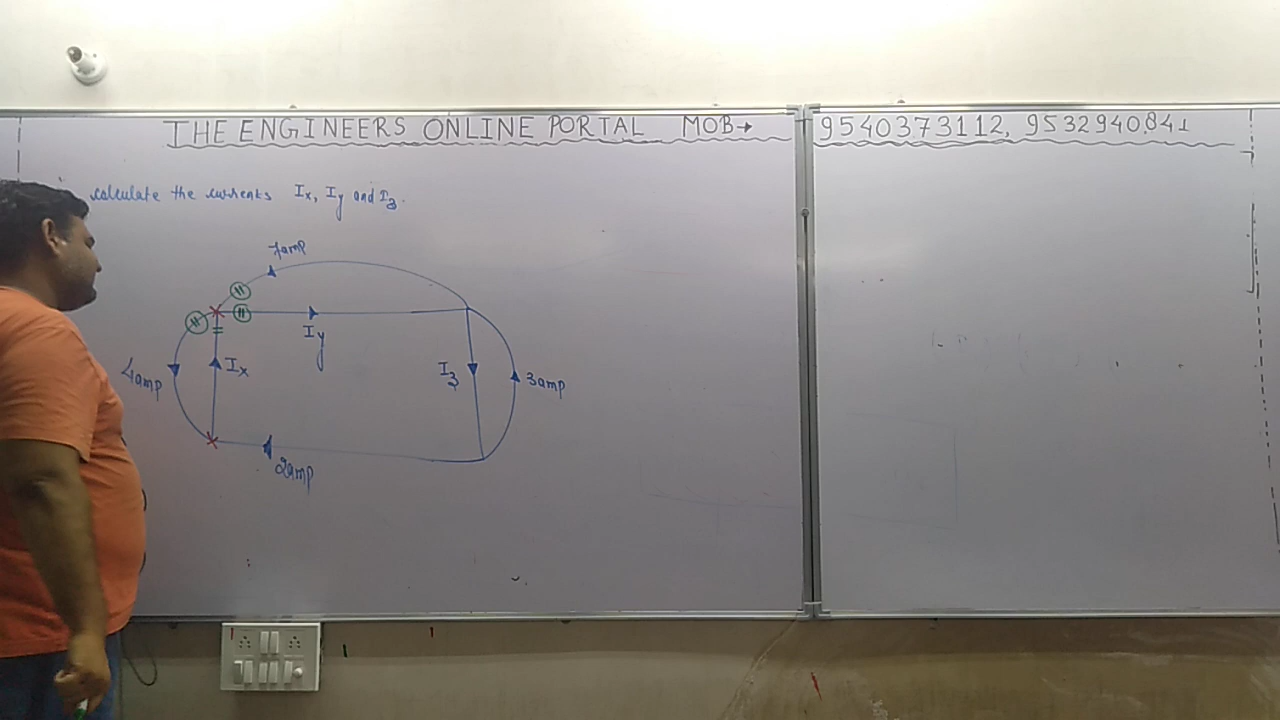 THE ENGINEERS ONLINE PORTAL MOB→ 9540373112, 9532940841
calculate the currents Ix, Iy and I3.
7amp
Iy
4amp
Ix
I3
3amp
2amp